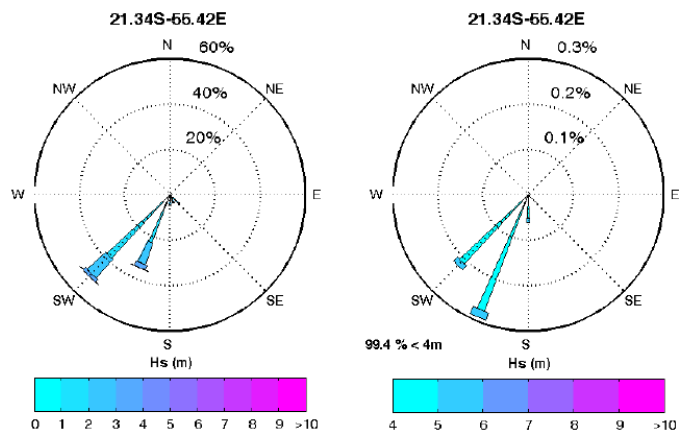 21.34S-55.42E
N 60%
NW NE
40%
20%
W E
SW SE
S
Hs (m)
0 1 2 3 4 5 6 7 8 9 >10
21.34S-55.42E
N 0.3%
NW NE
0.2%
0.1%
W E
SW SE
S
99.4 % < 4m
Hs (m)
4 5 6 7 8 9 >10